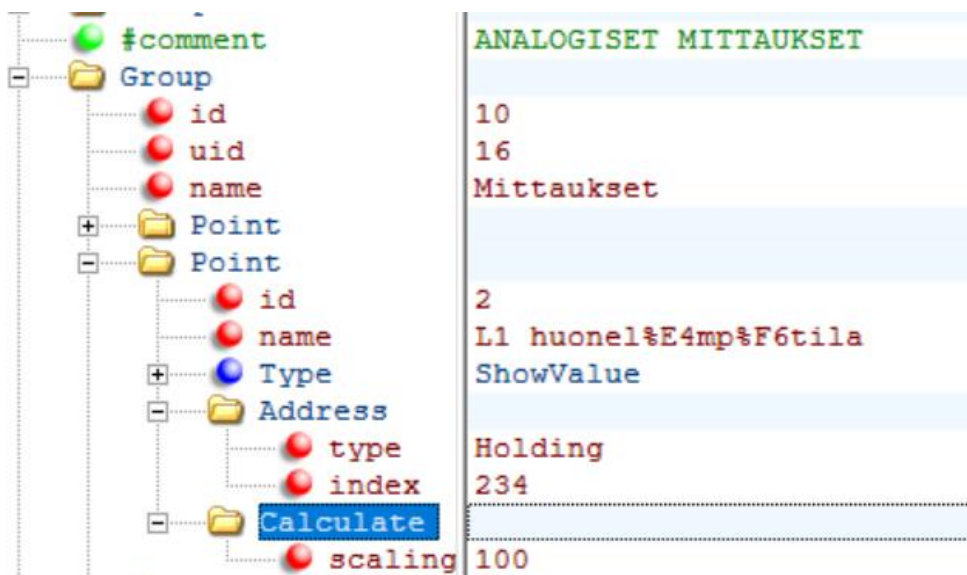 #comment ANALOGISET MITTAUKSET
Group
id 10
uid 16
name Mittaukset
Point
Point
id 2
name L1 huonel%E4mp%F6tila
Type ShowValue
Address
type Holding
index 234
Calculate
scaling 100